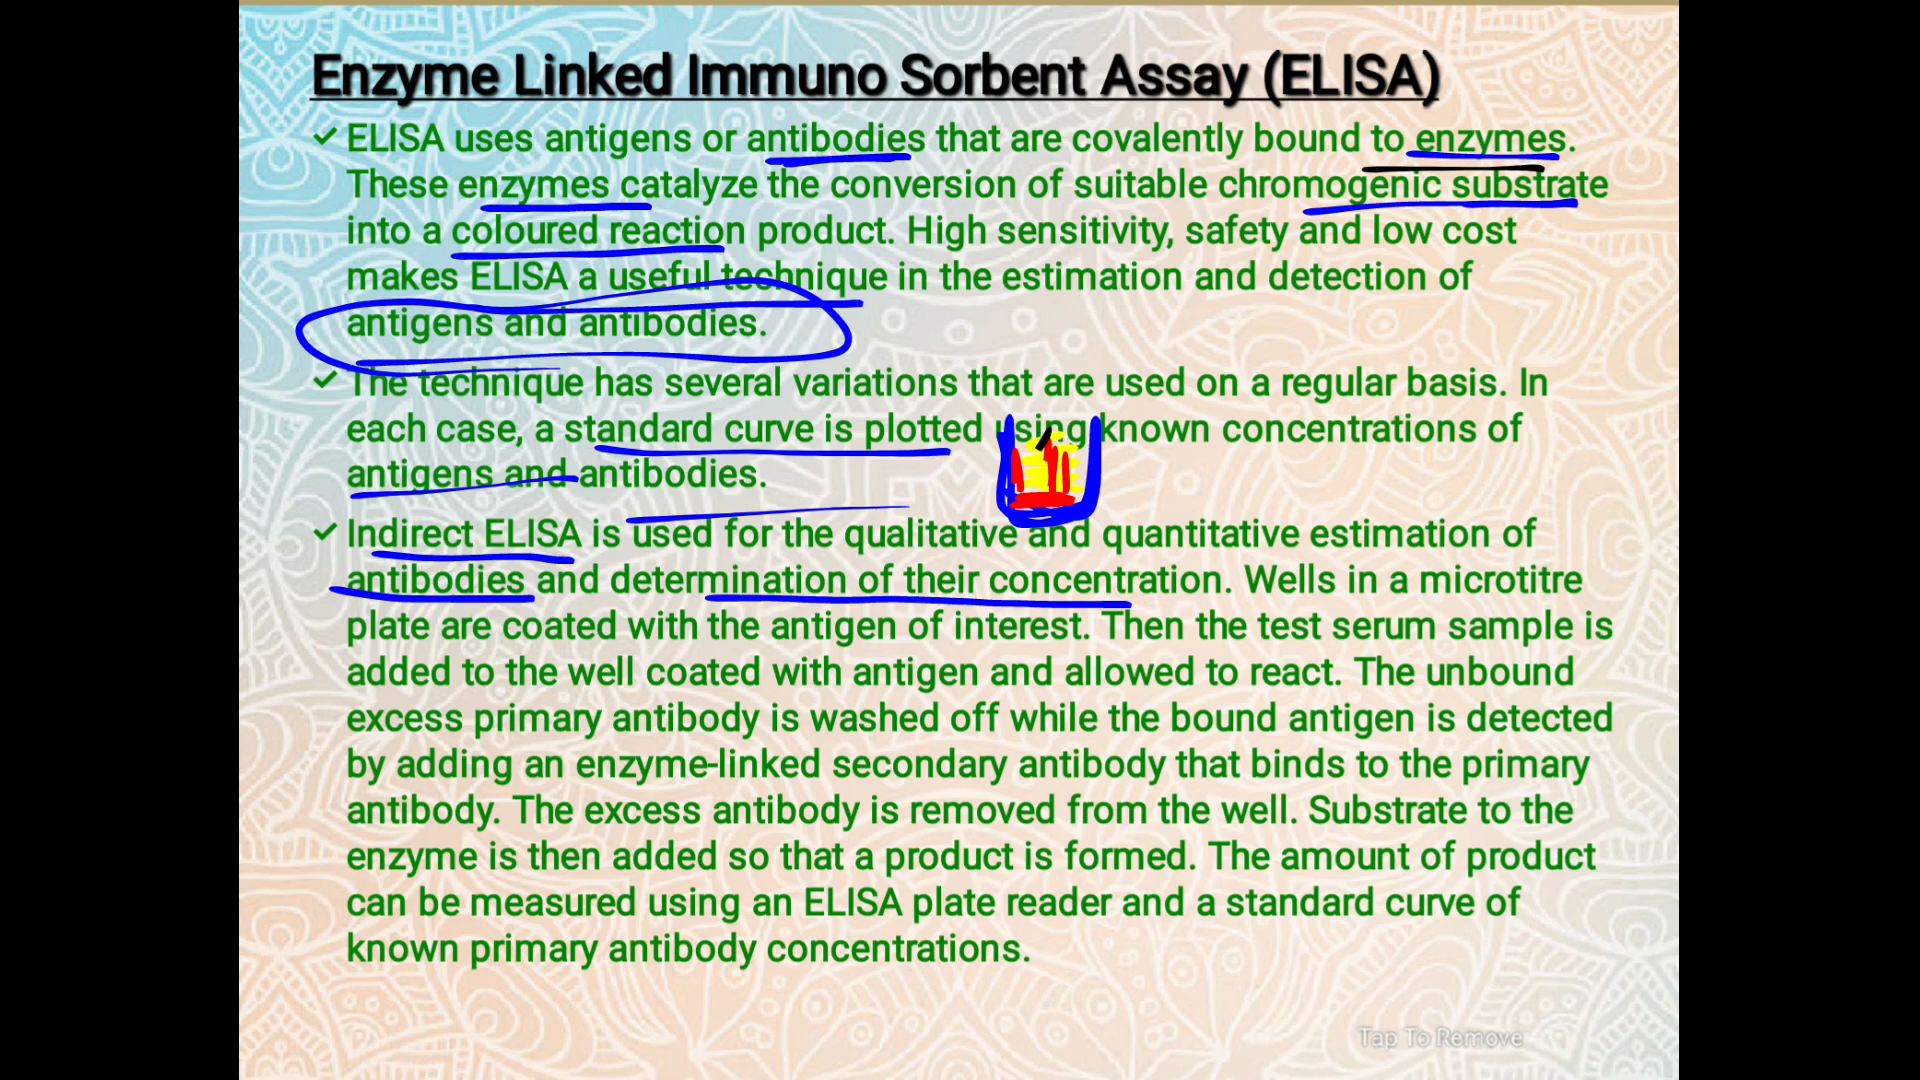 Enzyme Linked Immuno Sorbent Assay (ELISA)
ELISA uses antigens or antibodies that are covalently bound to enzymes.
These enzymes catalyze the conversion of suitable chromogenic substrate
into a coloured reaction product. High sensitivity, safety and low cost
makes ELISA a useful technique in the estimation and detection of
antigens and antibodies.
The technique has several variations that are used on a regular basis. In
each case, a standard curve is plotted using known concentrations of
antigens and antibodies.
Indirect ELISA is used for the qualitative and quantitative estimation of
antibodies and determination of their concentration. Wells in a microtitre
plate are coated with the antigen of interest. Then the test serum sample is
added to the well coated with antigen and allowed to react. The unbound
excess primary antibody is washed off while the bound antigen is detected
by adding an enzyme-linked secondary antibody that binds to the primary
antibody. The excess antibody is removed from the well. Substrate to the
enzyme is then added so that a product is formed. The amount of product
can be measured using an ELISA plate reader and a standard curve of
known primary antibody concentrations.
Tap To Remove